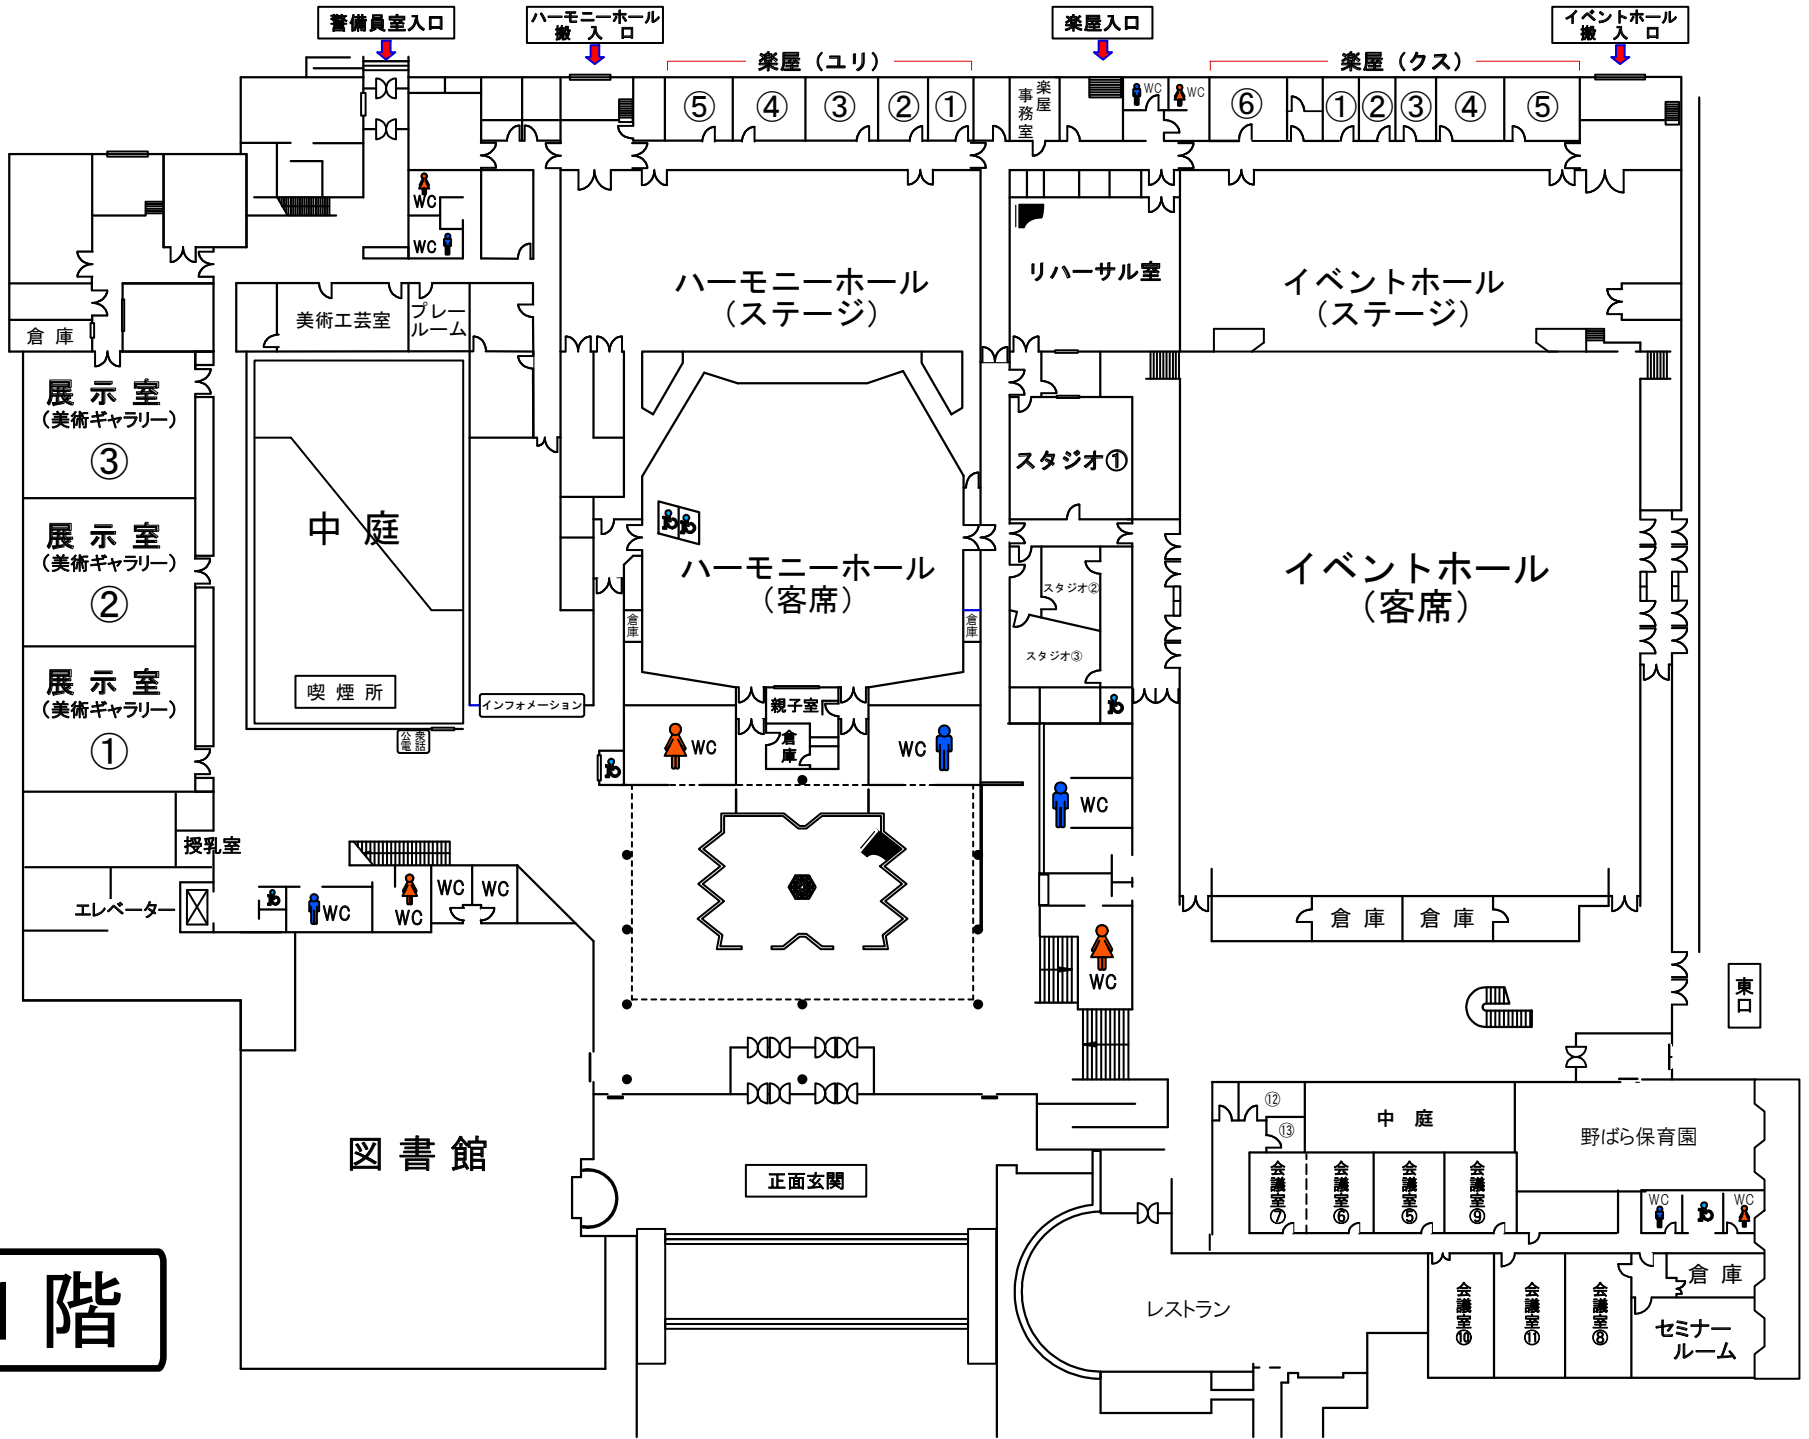 警備員室入口
ハーモニーホール
搬 入 口
楽屋入口
イベントホール
搬 入 口
楽屋（ユリ）
楽屋（クス）
⑤
④
③
②
①
楽屋
事務室
WC
WC
⑥
①
②
③
④
⑤
WC
WC
ハーモニーホール
（ステージ）
リハーサル室
イベントホール
（ステージ）
倉 庫
美術工芸室
プレー
ルーム
展 示 室
（美術ギャラリー）
③
中 庭
スタジオ①
展 示 室
（美術ギャラリー）
②
ハーモニーホール
（客席）
イベントホール
（客席）
スタジオ②
倉庫
倉庫
スタジオ③
展 示 室
（美術ギャラリー）
①
喫 煙 所
インフォメーション
公衆
電話
親子室
WC
倉
庫
WC
WC
授乳室
エレベーター
WC
WC
WC
WC
WC
倉 庫
倉 庫
東口
図 書 館
正面玄関
⑫
⑬
中 庭
野ばら保育園
会議室⑦
会議室⑥
会議室⑤
会議室⑨
WC
WC
レストラン
会議室⑩
会議室⑪
会議室⑧
倉 庫
セミナー
ルーム
1 階